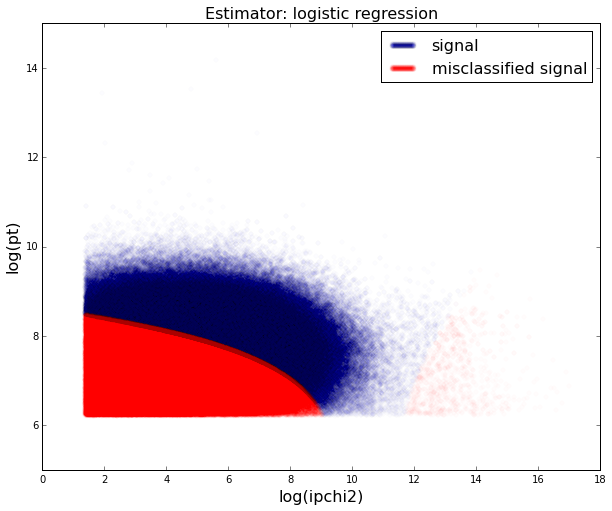 Estimator: logistic regression
signal
misclassified signal
log(pt)
14
12
10
8
6
0 2 4 6 8 10 12 14 16 18
log(ipchi2)